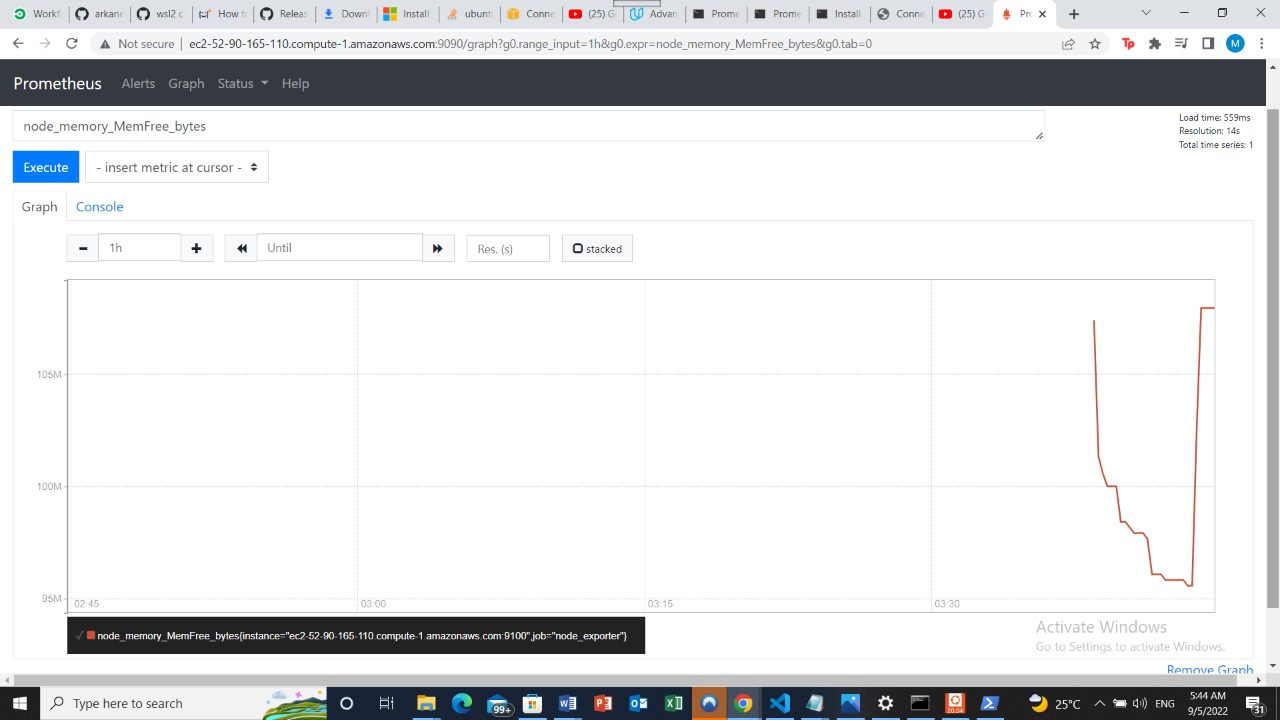 Workfl
arkan
wsl2 c
How t
Releas
Downl
Install
ubunt
Conne
(25) G
Advan
Prome
Prome
Install
Conne
(25) G
Pro
Not secure
ec2-52-90-165-110.compute-1.amazonaws.com:9090/graph?g0.range_input=1h&g0.expr=node_memory_MemFree_bytes&g0.tab=0
Tp
M
Prometheus
Alerts
Graph
Status
Help
node_memory_MemFree_bytes
Load time: 559ms
Resolution: 14s
Total time series: 1
Execute
- insert metric at cursor -
Graph
Console
1h
Until
Res. (s)
stacked
105M
100M
95M
02:45
03:00
03:15
03:30
node_memory_MemFree_bytes{instance="ec2-52-90-165-110.compute-1.amazonaws.com:9100",job="node_exporter"}
Activate Windows
Go to Settings to activate Windows.
Remove Graph
Type here to search
99+
20.04
25°C
ENG
5:44 AM
9/5/2022
31